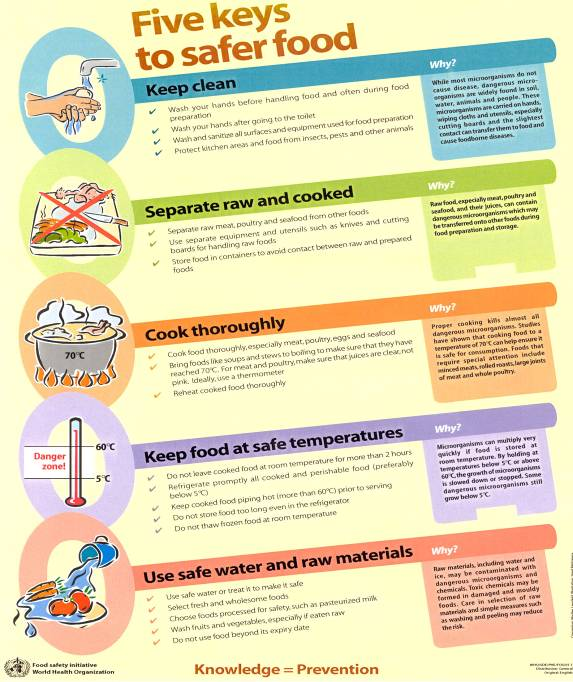 Five keys
to safer food
Keep clean
Wash your hands before handling food and often during food
preparation
Wash your hands after going to the toilet
Wash and sanitize all surfaces and equipment used for food preparation
Protect kitchen areas and food from insects, pests and other animals
Why?
While most microorganisms do not
cause disease, dangerous micro-
organisms are widely found in soil,
water, animals and people. These
microorganisms are carried on hands,
wiping cloths and utensils, especially
cutting boards and the slightest
contact can transfer them to food and
cause foodborne diseases.
Separate raw and cooked
Separate raw meat, poultry and seafood from other foods
Use separate equipment and utensils such as knives and cutting
boards for handling raw foods
Store food in containers to avoid contact between raw and prepared
foods
Why?
Raw food, especially meat, poultry and
seafood, and their juices, can contain
dangerous microorganisms which may
be transferred onto other foods during
food preparation and storage.
70°C
Cook thoroughly
Cook food thoroughly, especially meat, poultry, eggs and seafood
Bring foods like soups and stews to boiling to make sure that they have
reached 70°C. For meat and poultry, make sure that juices are clear, not
pink. Ideally, use a thermometer
Reheat cooked food thoroughly
Why?
Proper cooking kills almost all
dangerous microorganisms. Studies
have shown that cooking food to a
temperature of 70°C can help ensure it
is safe for consumption. Foods that
require special attention include
minced meats, rolled roasts, large joints
of meat and whole poultry.
Danger
zone!
60°C
5°C
Keep food at safe temperatures
Do not leave cooked food at room temperature for more than 2 hours
Refrigerate promptly all cooked and perishable food (preferably
below 5°C)
Keep cooked food piping hot (more than 60°C) prior to serving
Do not store food too long even in the refrigerator
Do not thaw frozen food at room temperature
Why?
Microorganisms can multiply very
quickly if food is stored at
room temperature. By holding at
temperatures below 5°C or above
60°C, the growth of microorganisms
is slowed down or stopped. Some
dangerous microorganisms still
grow below 5°C.
Use safe water and raw materials
Use safe water or treat it to make it safe
Select fresh and wholesome foods
Choose foods processed for safety, such as pasteurized milk
Wash fruits and vegetables, especially if eaten raw
Do not use food beyond its expiry date
Why?
Raw materials, including water and
ice, may be contaminated with
dangerous microorganisms and
chemicals. Toxic chemicals may be
formed in damaged and mouldy
foods. Care in selection of raw
materials and simple measures such
as washing and peeling may reduce
the risk.
Food safety initiative
World Health Organization
Knowledge = Prevention
Original: English